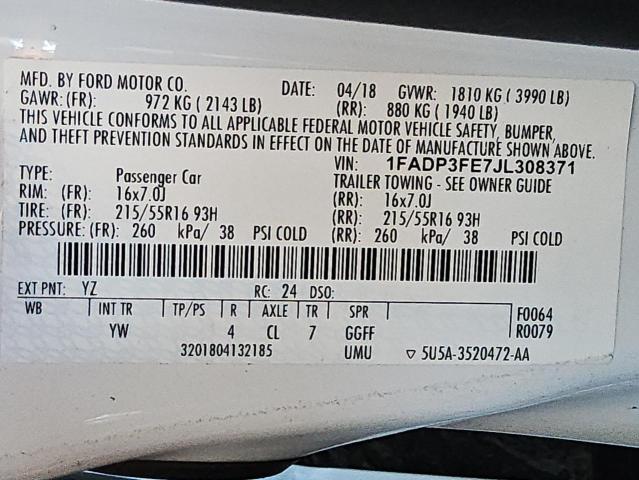 MFD. BY FORD MOTOR CO.
DATE: 04/18 GVWR: 1810 KG ( 3990 LB)
GAWR: (FR): 972 KG ( 2143 LB) (RR): 880 KG ( 1940 LB)
THIS VEHICLE CONFORMS TO ALL APPLICABLE FEDERAL MOTOR VEHICLE SAFETY, BUMPER,
AND THEFT PREVENTION STANDARDS IN EFFECT ON THE DATE OF MANUFACTURE SHOWN ABOVE.
VIN: 1FADP3FE7JL308371
TYPE: Passenger Car TRAILER TOWING - SEE OWNER GUIDE
RIM: (FR): 16x7.0J (RR): 16x7.0J
TIRE: (FR): 215/55R16 93H (RR): 215/55R16 93H
PRESSURE: (FR): 260 kPa/ 38 PSI COLD (RR): 260 kPa/ 38 PSI COLD
EXT PNT: YZ RC: 24 DSO:
WB INT TR TP/PS R AXLE TR SPR F0064
YW 4 CL 7 GGFF R0079
3201804132185 UMU ▽ 5U5A-3520472-AA